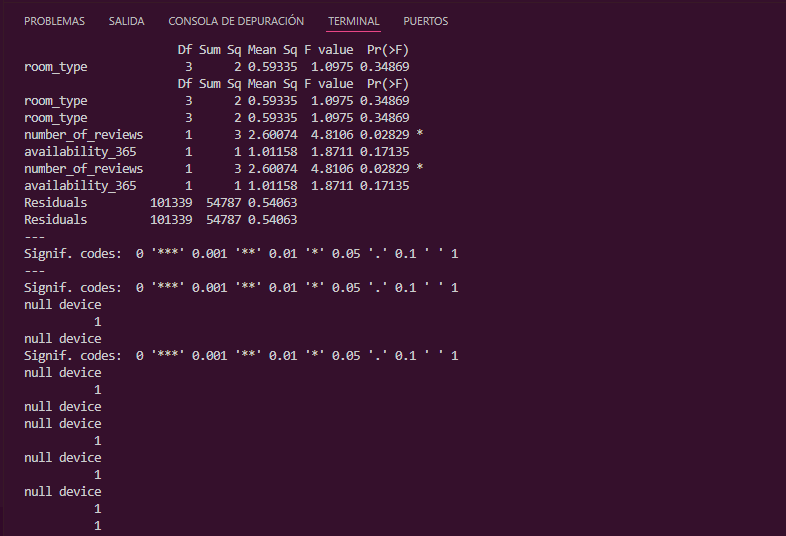 PROBLEMAS SALIDA CONSOLA DE DEPURACIÓN TERMINAL PUERTOS
Df Sum Sq Mean Sq F value Pr(>F)
room_type 3 2 0.59335 1.0975 0.34869
Df Sum Sq Mean Sq F value Pr(>F)
room_type 3 2 0.59335 1.0975 0.34869
room_type 3 2 0.59335 1.0975 0.34869
number_of_reviews 1 3 2.60074 4.8106 0.02829 *
availability_365 1 1 1.01158 1.8711 0.17135
number_of_reviews 1 3 2.60074 4.8106 0.02829 *
availability_365 1 1 1.01158 1.8711 0.17135
Residuals 101339 54787 0.54063
Residuals 101339 54787 0.54063
---
Signif. codes: 0 '***' 0.001 '**' 0.01 '*' 0.05 '.' 0.1 ' ' 1
---
Signif. codes: 0 '***' 0.001 '**' 0.01 '*' 0.05 '.' 0.1 ' ' 1
null device
1
null device
Signif. codes: 0 '***' 0.001 '**' 0.01 '*' 0.05 '.' 0.1 ' ' 1
null device
1
null device
null device
1
null device
1
null device
1
1